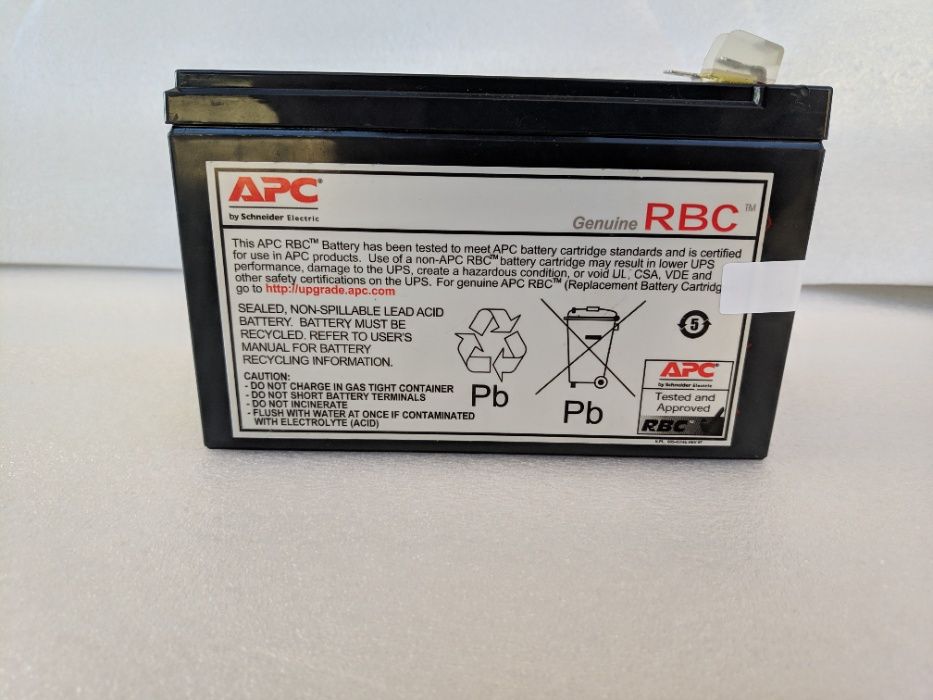 APC®
by Schneider Electric
Genuine RBC™
This APC RBC™ Battery has been tested to meet APC battery cartridge standards and is certified
for use in APC products. Use of a non-APC RBC™ battery cartridge may result in lower UPS
performance, damage to the UPS, create a hazardous condition, or void UL, CSA, VDE and
other safety certifications on the UPS. For genuine APC RBC™ (Replacement Battery Cartridg
go to http://upgrade.apc.com
SEALED, NON-SPILLABLE LEAD ACID
BATTERY. BATTERY MUST BE
RECYCLED. REFER TO USER'S
MANUAL FOR BATTERY
RECYCLING INFORMATION.
CAUTION:
- DO NOT CHARGE IN GAS TIGHT CONTAINER
- DO NOT SHORT BATTERY TERMINALS
- DO NOT INCINERATE
- FLUSH WITH WATER AT ONCE IF CONTAMINATED
WITH ELECTROLYTE (ACID)
Pb
Pb
5
APC
by Schneider Electric
Tested and
Approved
RBC™